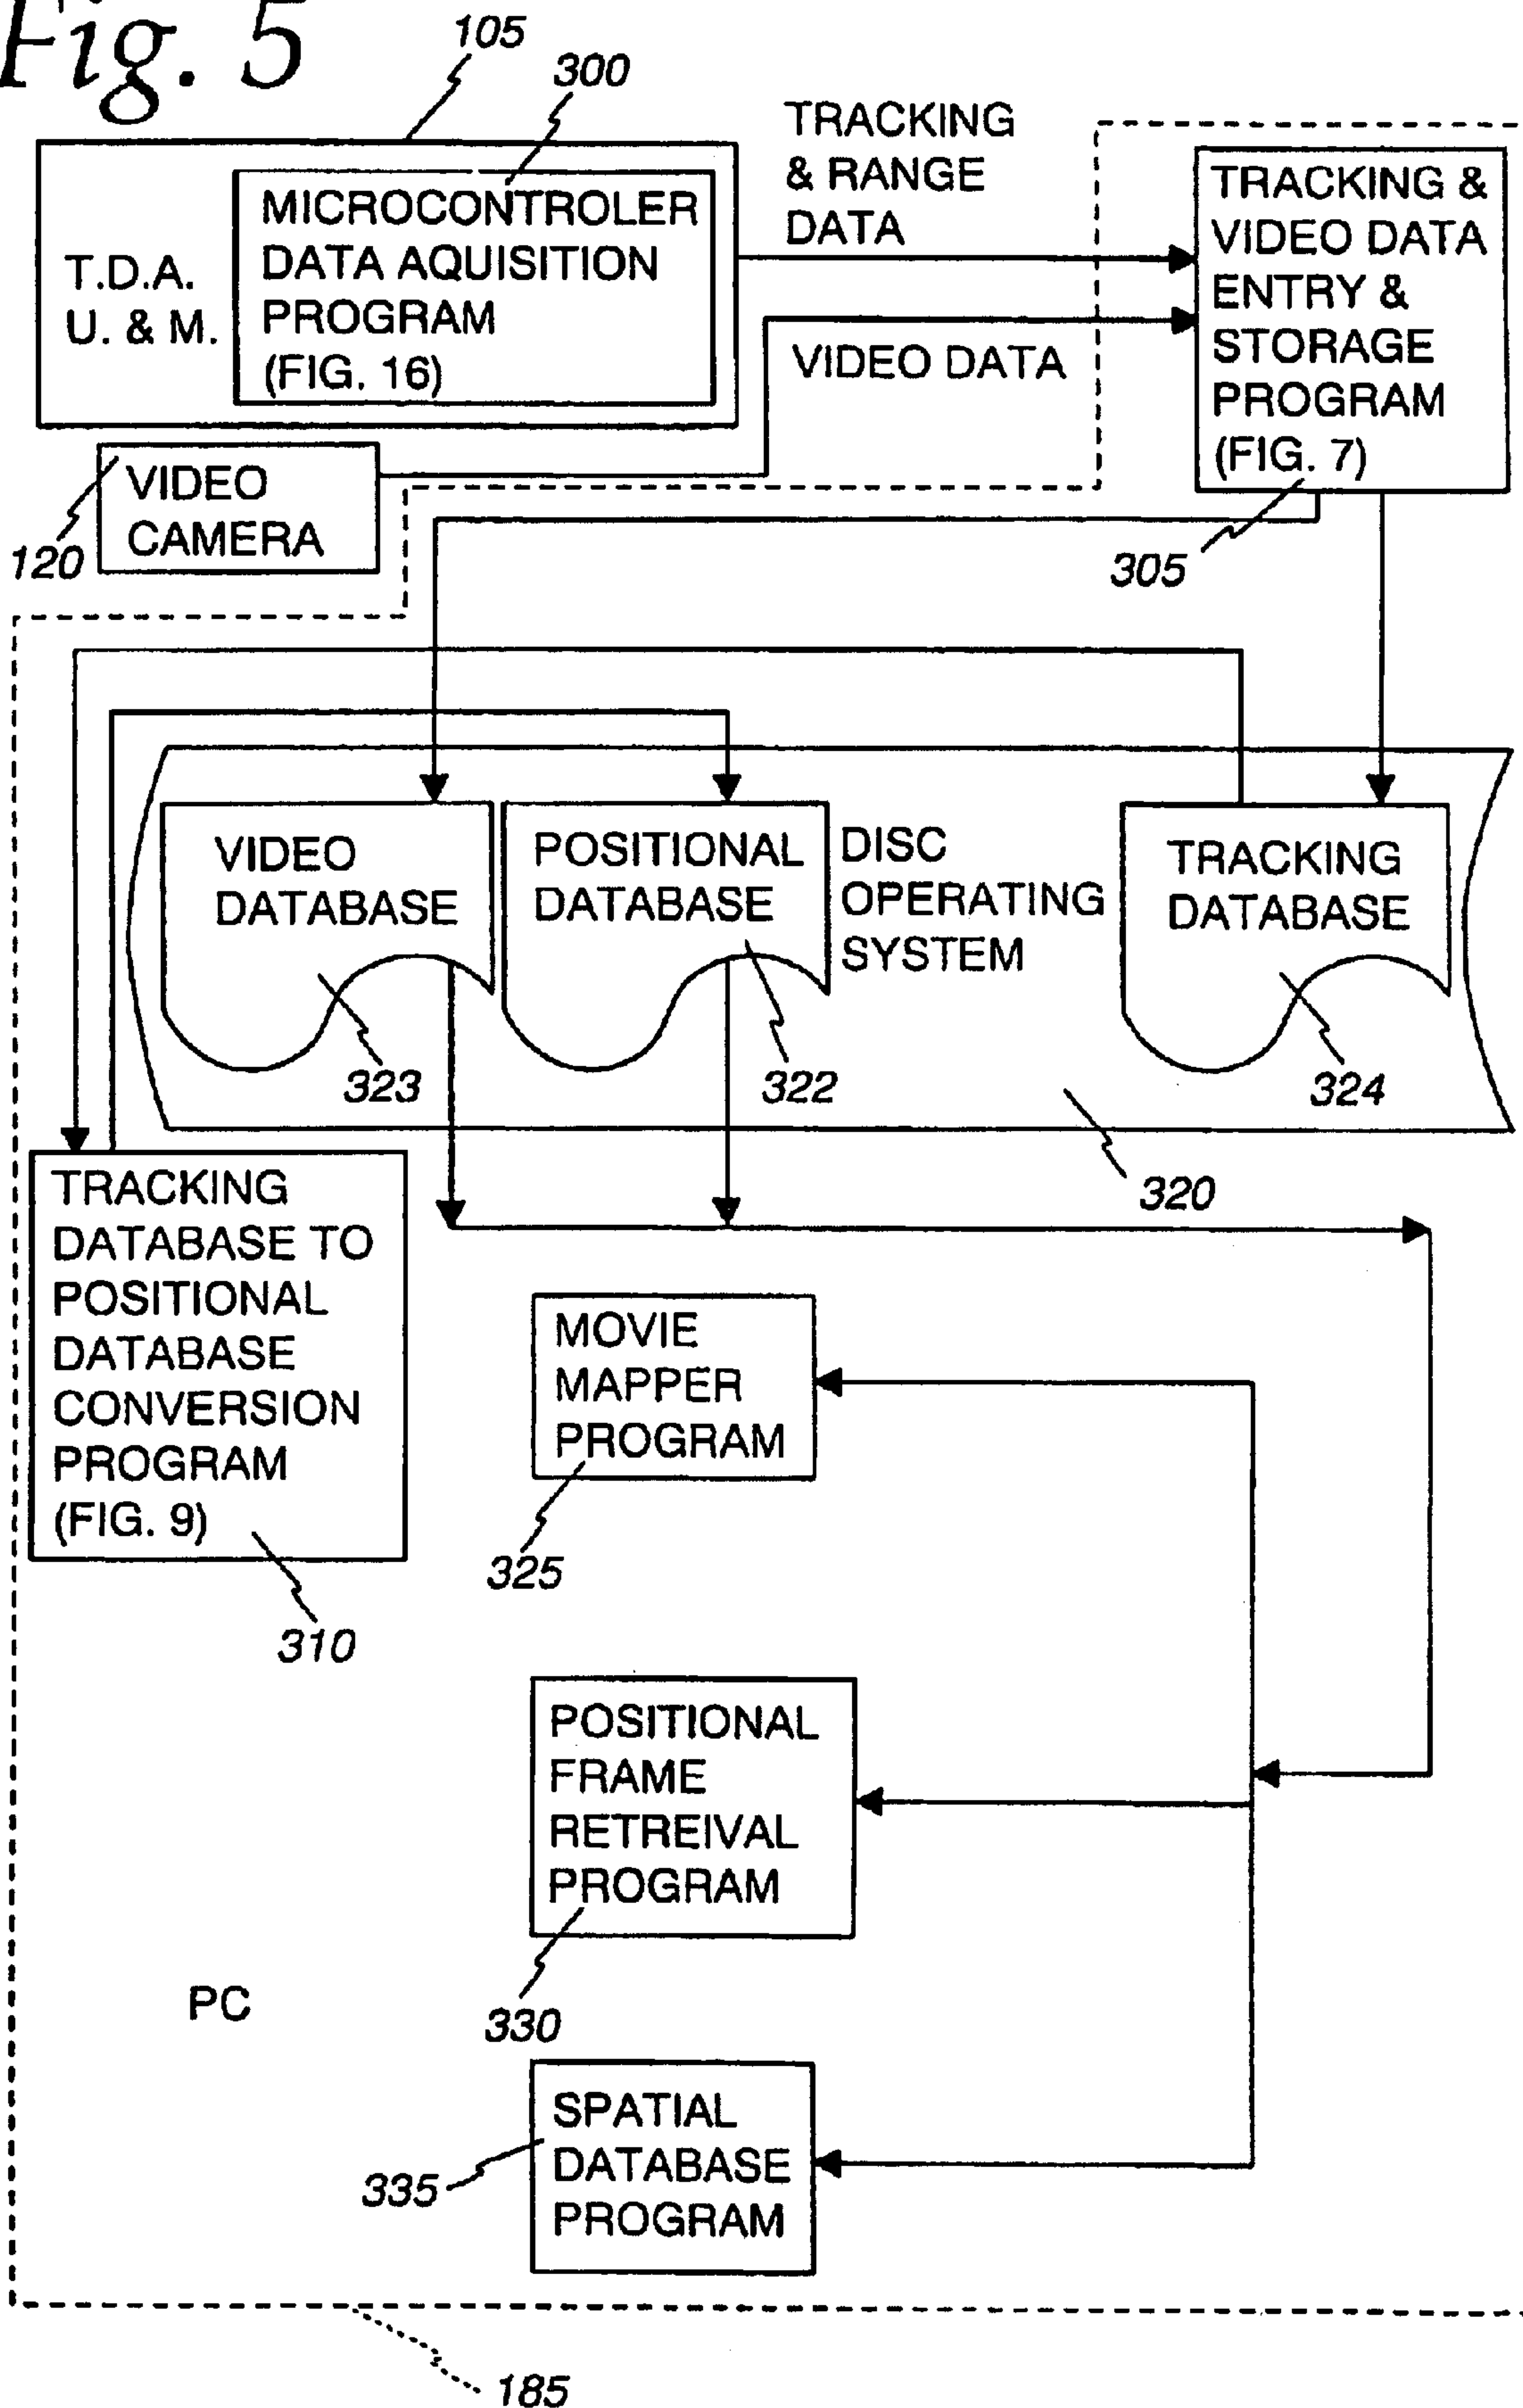 Fig. 5
105
300
TRACKING
& RANGE
DATA
T.D.A.
U. & M.
MICROCONTROLER
DATA AQUISITION
PROGRAM
(FIG. 16)
TRACKING &
VIDEO DATA
ENTRY &
STORAGE
PROGRAM
(FIG. 7)
VIDEO DATA
VIDEO
CAMERA
120
305
VIDEO
DATABASE
POSITIONAL
DATABASE
DISC
OPERATING
SYSTEM
TRACKING
DATABASE
323
322
324
320
TRACKING
DATABASE TO
POSITIONAL
DATABASE
CONVERSION
PROGRAM
(FIG. 9)
310
MOVIE
MAPPER
PROGRAM
325
POSITIONAL
FRAME
RETREIVAL
PROGRAM
330
PC
SPATIAL
DATABASE
PROGRAM
335
185